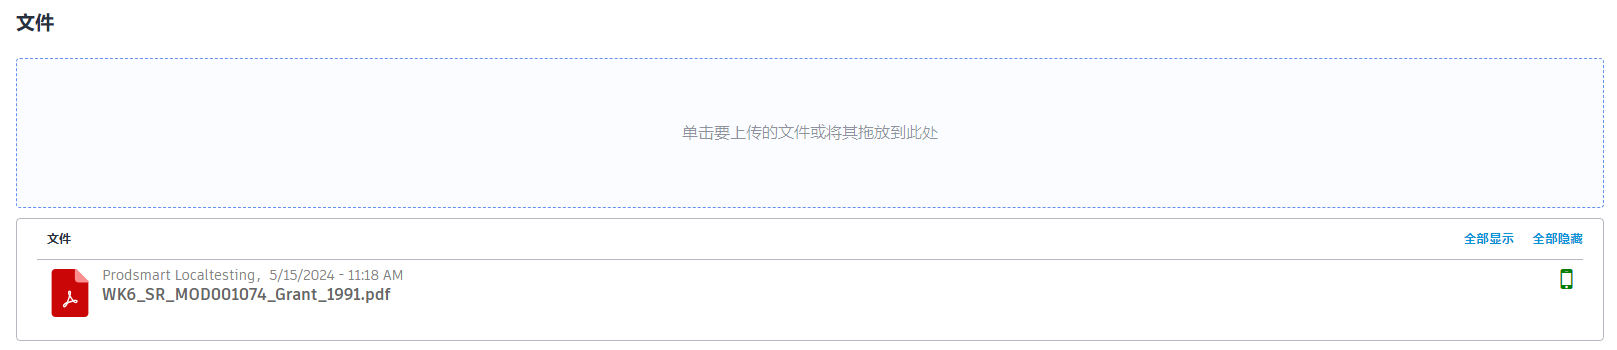 文件
单击要上传的文件或将其拖放到此处
文件 全部显示 全部隐藏
Prodsmart Localtesting, 5/15/2024 - 11:18 AM
WK6_SR_MOD001074_Grant_1991.pdf